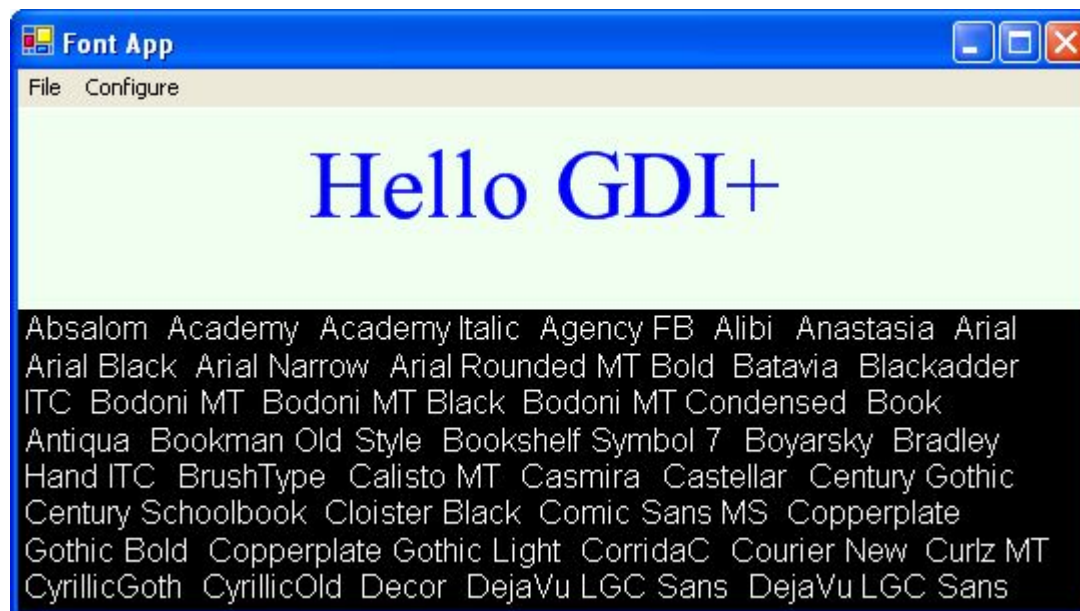 Font App
File Configure
Hello GDI+
Absalom Academy Academy Italic Agency FB Alibi Anastasia Arial
Arial Black Arial Narrow Arial Rounded MT Bold Batavia Blackadder
ITC Bodoni MT Bodoni MT Black Bodoni MT Condensed Book
Antiqua Bookman Old Style Bookshelf Symbol 7 Boyarsky Bradley
Hand ITC BrushType Calisto MT Casmira Castellar Century Gothic
Century Schoolbook Cloister Black Comic Sans MS Copperplate
Gothic Bold Copperplate Gothic Light CorridaC Courier New Curlz MT
CyrillicGoth CyrillicOld Decor DejaVu LGC Sans DejaVu LGC Sans